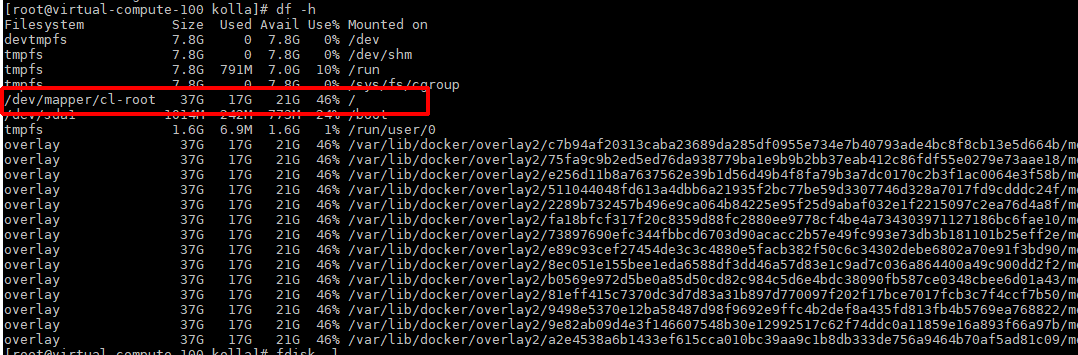 [root@virtual-compute-100 kolla]# df -h
Filesystem Size Used Avail Use% Mounted on
devtmpfs 7.8G 0 7.8G 0% /dev
tmpfs 7.8G 0 7.8G 0% /dev/shm
tmpfs 7.8G 791M 7.0G 10% /run
tmpfs 7.8G 0 7.8G 0% /sys/fs/cgroup
/dev/mapper/cl-root 37G 17G 21G 46% /
/dev/sda1 1014M 242M 773M 24% /boot
tmpfs 1.6G 6.9M 1.6G 1% /run/user/0
overlay 37G 17G 21G 46% /var/lib/docker/overlay2/c7b94af20313caba23689da285df0955e734e7b40793ade4bc8f8cb13e5d664b/m
overlay 37G 17G 21G 46% /var/lib/docker/overlay2/75fa9c9b2ed5ed76da938779ba1e9b9b2bb37eab412c86fdf55e0279e73aae18/m
overlay 37G 17G 21G 46% /var/lib/docker/overlay2/e256d11b8a7637562e39b1d56d49b4f8fa79b3a7dc0170c2b3f1ac0064e3f58b/m
overlay 37G 17G 21G 46% /var/lib/docker/overlay2/511044048fd613a4dbb6a21935f2bc77be59d3307746d328a7017fd9cdddc24f/m
overlay 37G 17G 21G 46% /var/lib/docker/overlay2/2289b732457b496e9ca064b84225e95f25d9abaf032e1f2215097c2ea76d4a8f/m
overlay 37G 17G 21G 46% /var/lib/docker/overlay2/fa18bfcf317f20c8359d88fc2880ee9778cf4be4a734303971127186bc6fae10/m
overlay 37G 17G 21G 46% /var/lib/docker/overlay2/73897690efc344fbbcd6703d90acacc2b57e49fc993e73db3b181101b25eff2e/m
overlay 37G 17G 21G 46% /var/lib/docker/overlay2/e89c93cef27454de3c3c4880e5facb382f50c6c34302debe6802a70e91f3bd90/m
overlay 37G 17G 21G 46% /var/lib/docker/overlay2/8ec051e155bee1eda6588df3dd46a57d83e1c9ad7c036a864400a49c900dd2f2/m
overlay 37G 17G 21G 46% /var/lib/docker/overlay2/b0569e972d5be0a85d50cd82c984c5d6e4bdc38090fb587ce0348cbee6d01a43/m
overlay 37G 17G 21G 46% /var/lib/docker/overlay2/81eff415c7370dc3d7d83a31b897d770097f202f17bce7017fcb3c7f4ccf7b50/m
overlay 37G 17G 21G 46% /var/lib/docker/overlay2/9498e5370e12ba58487d98f9692e9ffc4b2def8a435fd813fb4b5769ea768822/m
overlay 37G 17G 21G 46% /var/lib/docker/overlay2/9e82ab09d4e3f146607548b30e12992517c62f74ddc0a11859e16a893f66a97b/m
overlay 37G 17G 21G 46% /var/lib/docker/overlay2/a2e4538a6b1433ef615cca010bc39aa9c1b8db333de756a9464b70af5ad81c09/m
[root@virtual-compute-100 kolla]# fdisk -l